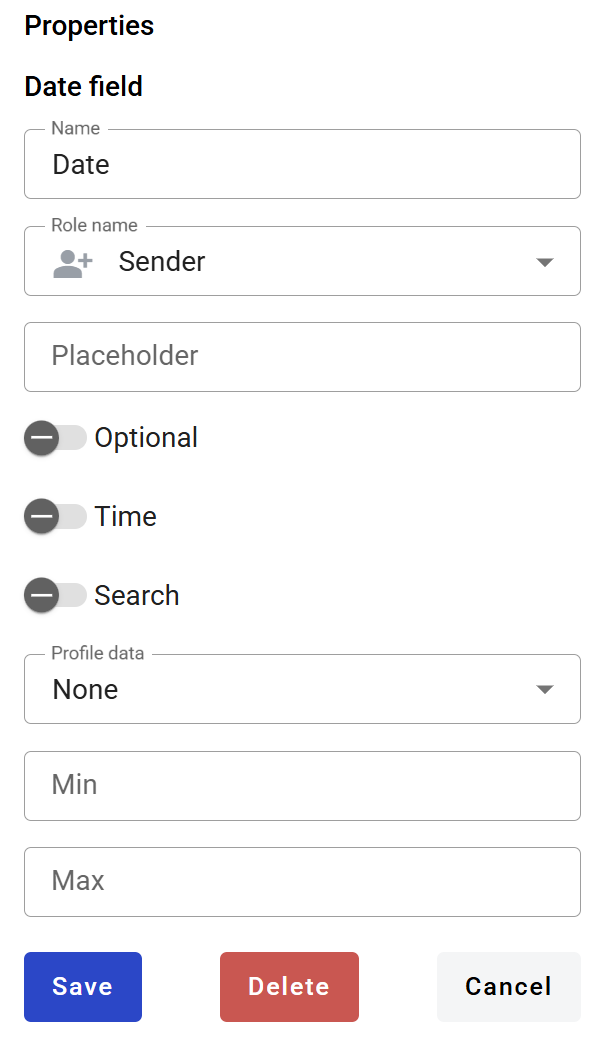 Properties
Date field
Name
Date
Role name
Sender
Placeholder
Optional
Time
Search
Profile data
None
Min
Max
Save Delete Cancel